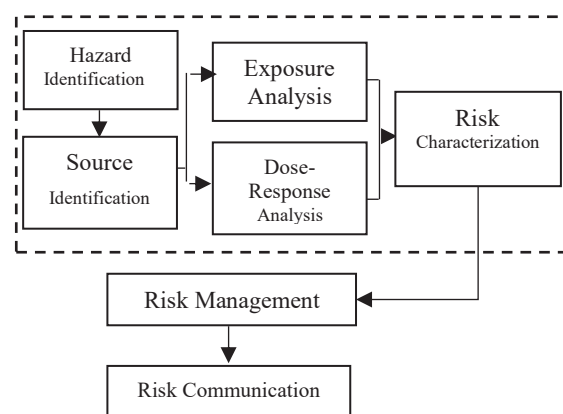 Hazard
Identification
Source
Identification
Exposure
Analysis
Dose-
Response
Analysis
Risk
Characterization
Risk Management
Risk Communication